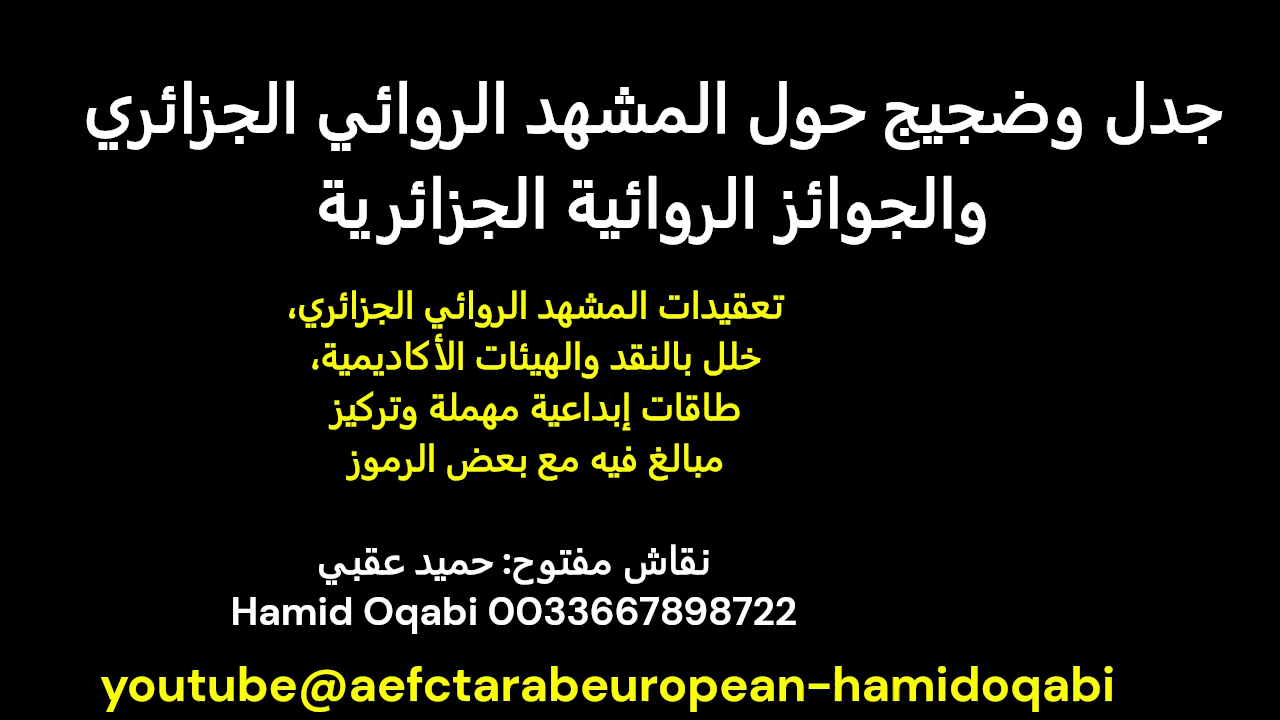 جدل وضجيج حول المشهد الروائي الجزائري
والجوائز الروائية الجزائرية
تعقيدات المشهد الروائي الجزائري،
خلل بالنقد والهيئات الأكاديمية،
طاقات إبداعية مهملة وتركيز
مبالغ فيه مع بعض الرموز
نقاش مفتوح: حميد عقبي
Hamid Oqabi 0033667898722
youtube@aefctarabeuropean-hamidoqabi